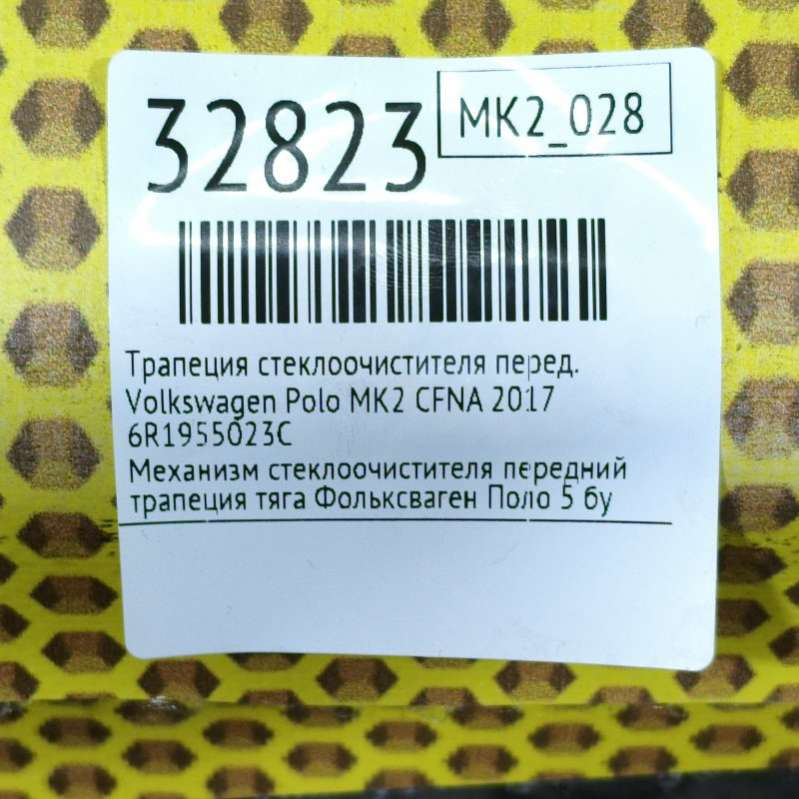 32823
MK2_028
Трапеция стеклоочистителя перед.
Volkswagen Polo MK2 CFNA 2017
6R1955023C
Механизм стеклоочистителя передний
трапеция тяга Фольксваген Поло 5 бу